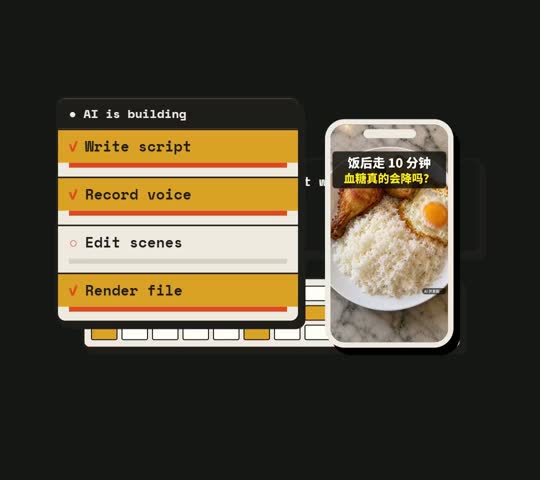 AI is building
Write script
Record voice
Edit scenes
Render file
饭后走 10 分钟
血糖真的会降吗?